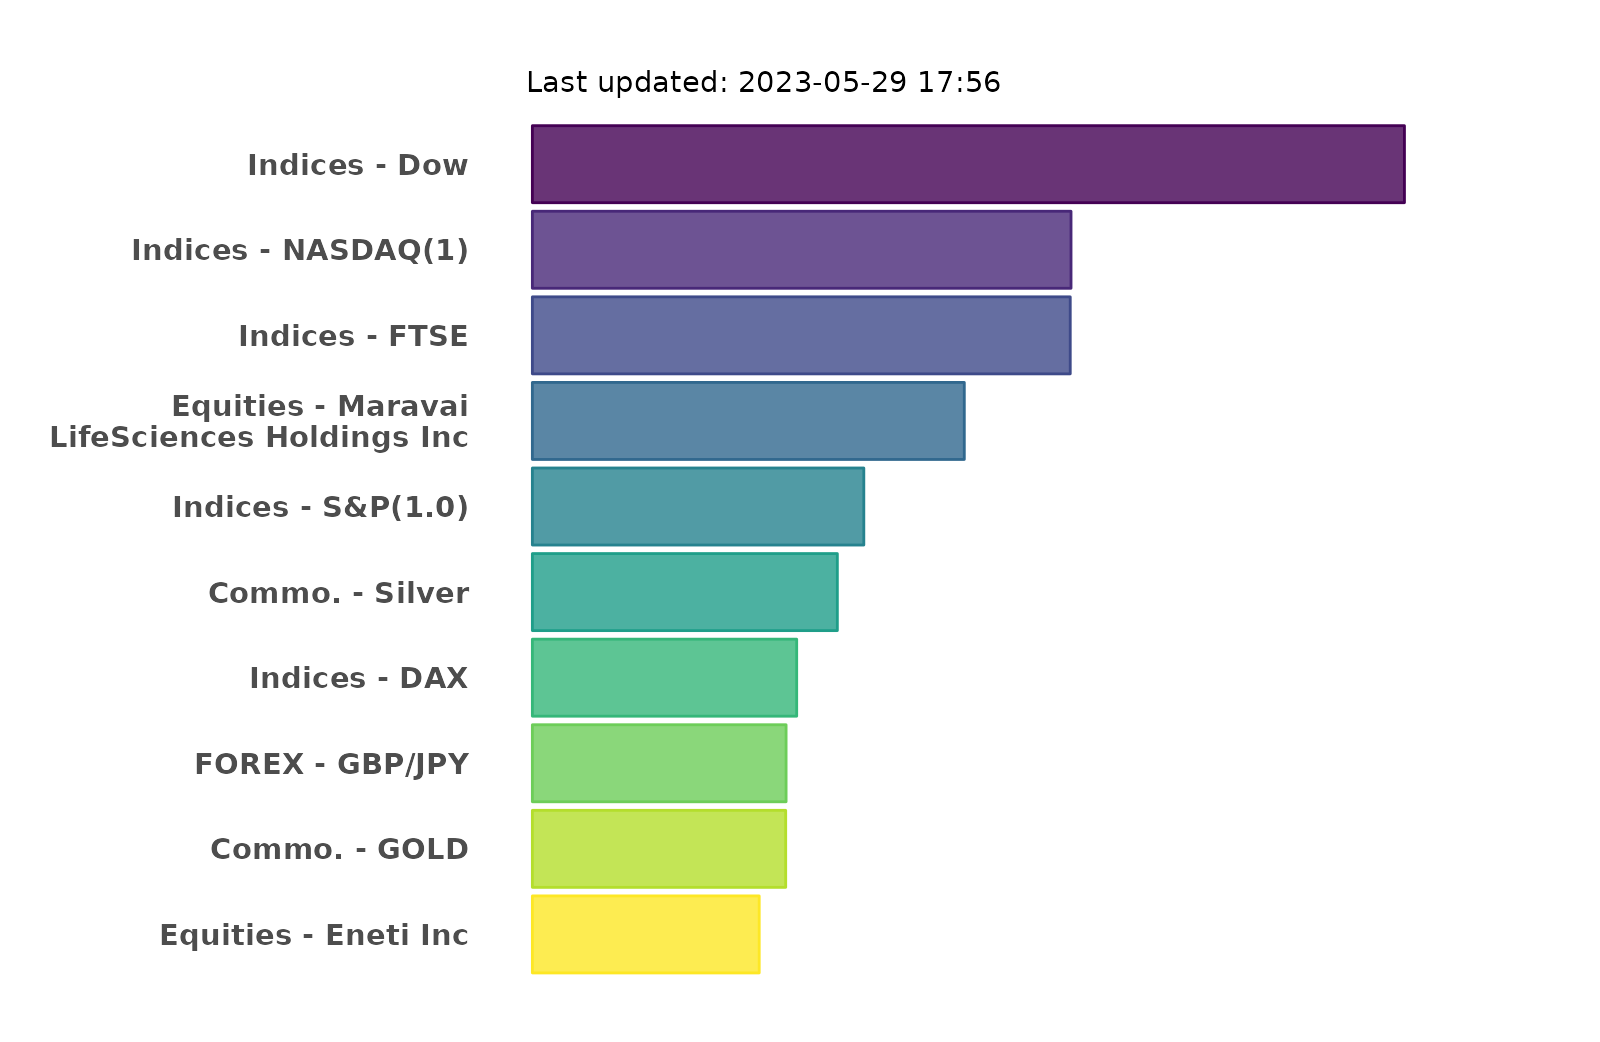 Last updated: 2023-05-29 17:56
Indices - Dow
Indices - NASDAQ(1)
Indices - FTSE
Equities - Maravai
LifeSciences Holdings Inc
Indices - S&P(1.0)
Commo. - Silver
Indices - DAX
FOREX - GBP/JPY
Commo. - GOLD
Equities - Eneti Inc